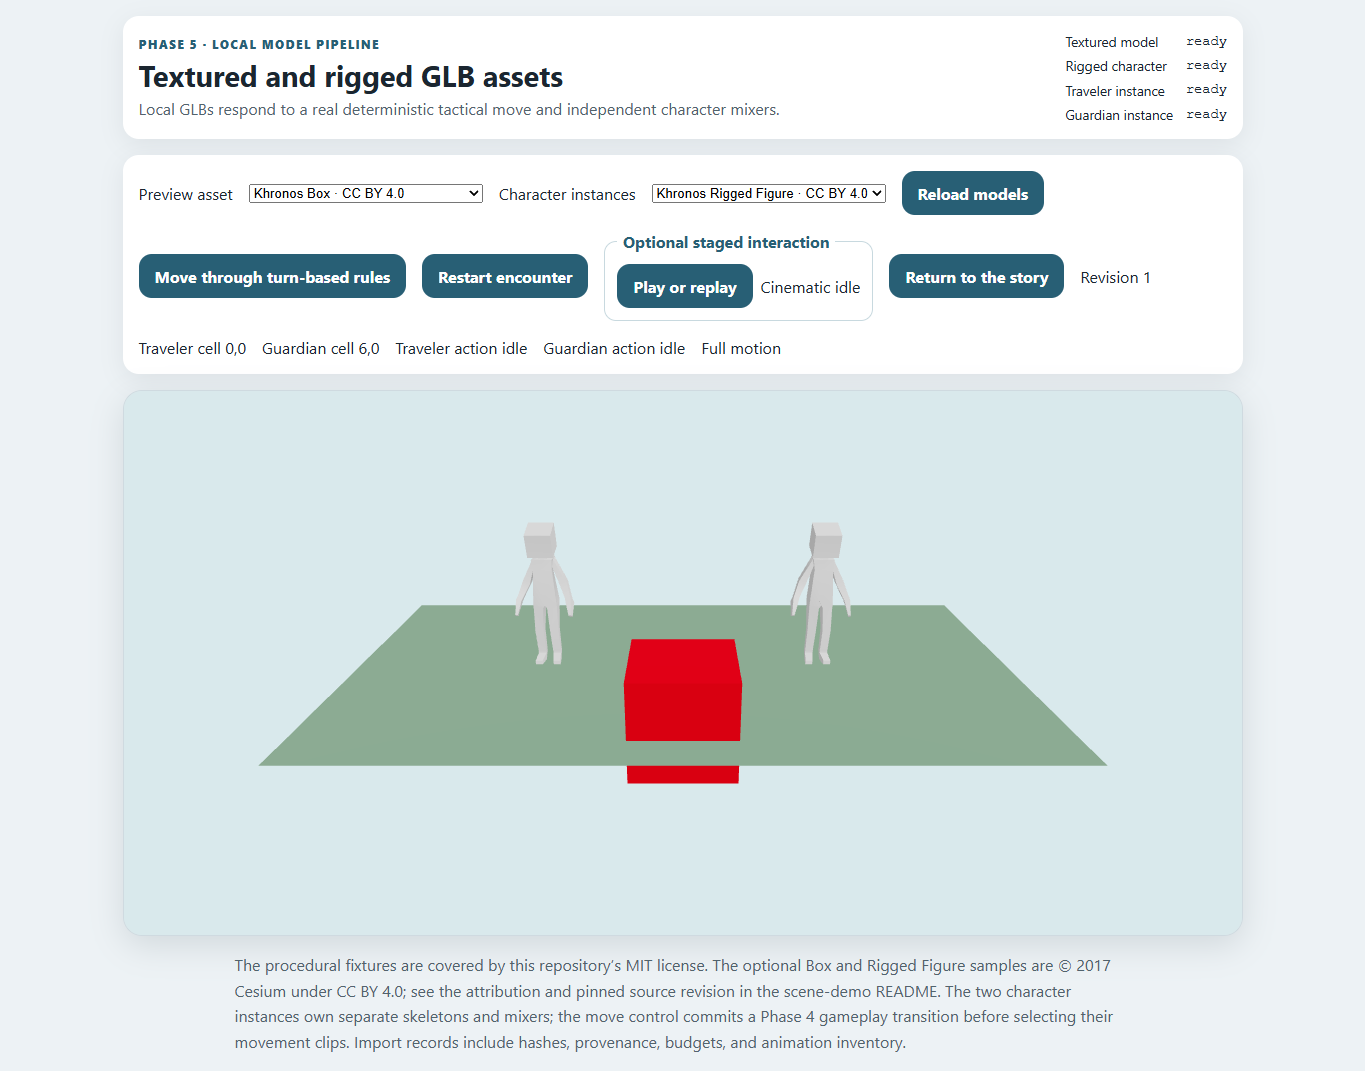 PHASE 5 · LOCAL MODEL PIPELINE
Textured and rigged GLB assets
Local GLBs respond to a real deterministic tactical move and independent character mixers.
Textured model ready
Rigged character ready
Traveler instance ready
Guardian instance ready
Preview asset Khronos Box · CC BY 4.0 Character instances Khronos Rigged Figure · CC BY 4.0 Reload models
Optional staged interaction
Move through turn-based rules Restart encounter Play or replay Cinematic idle Return to the story Revision 1
Traveler cell 0,0 Guardian cell 6,0 Traveler action idle Guardian action idle Full motion
The procedural fixtures are covered by this repository's MIT license. The optional Box and Rigged Figure samples are © 2017
Cesium under CC BY 4.0; see the attribution and pinned source revision in the scene-demo README. The two character
instances own separate skeletons and mixers; the move control commits a Phase 4 gameplay transition before selecting their
movement clips. Import records include hashes, provenance, budgets, and animation inventory.